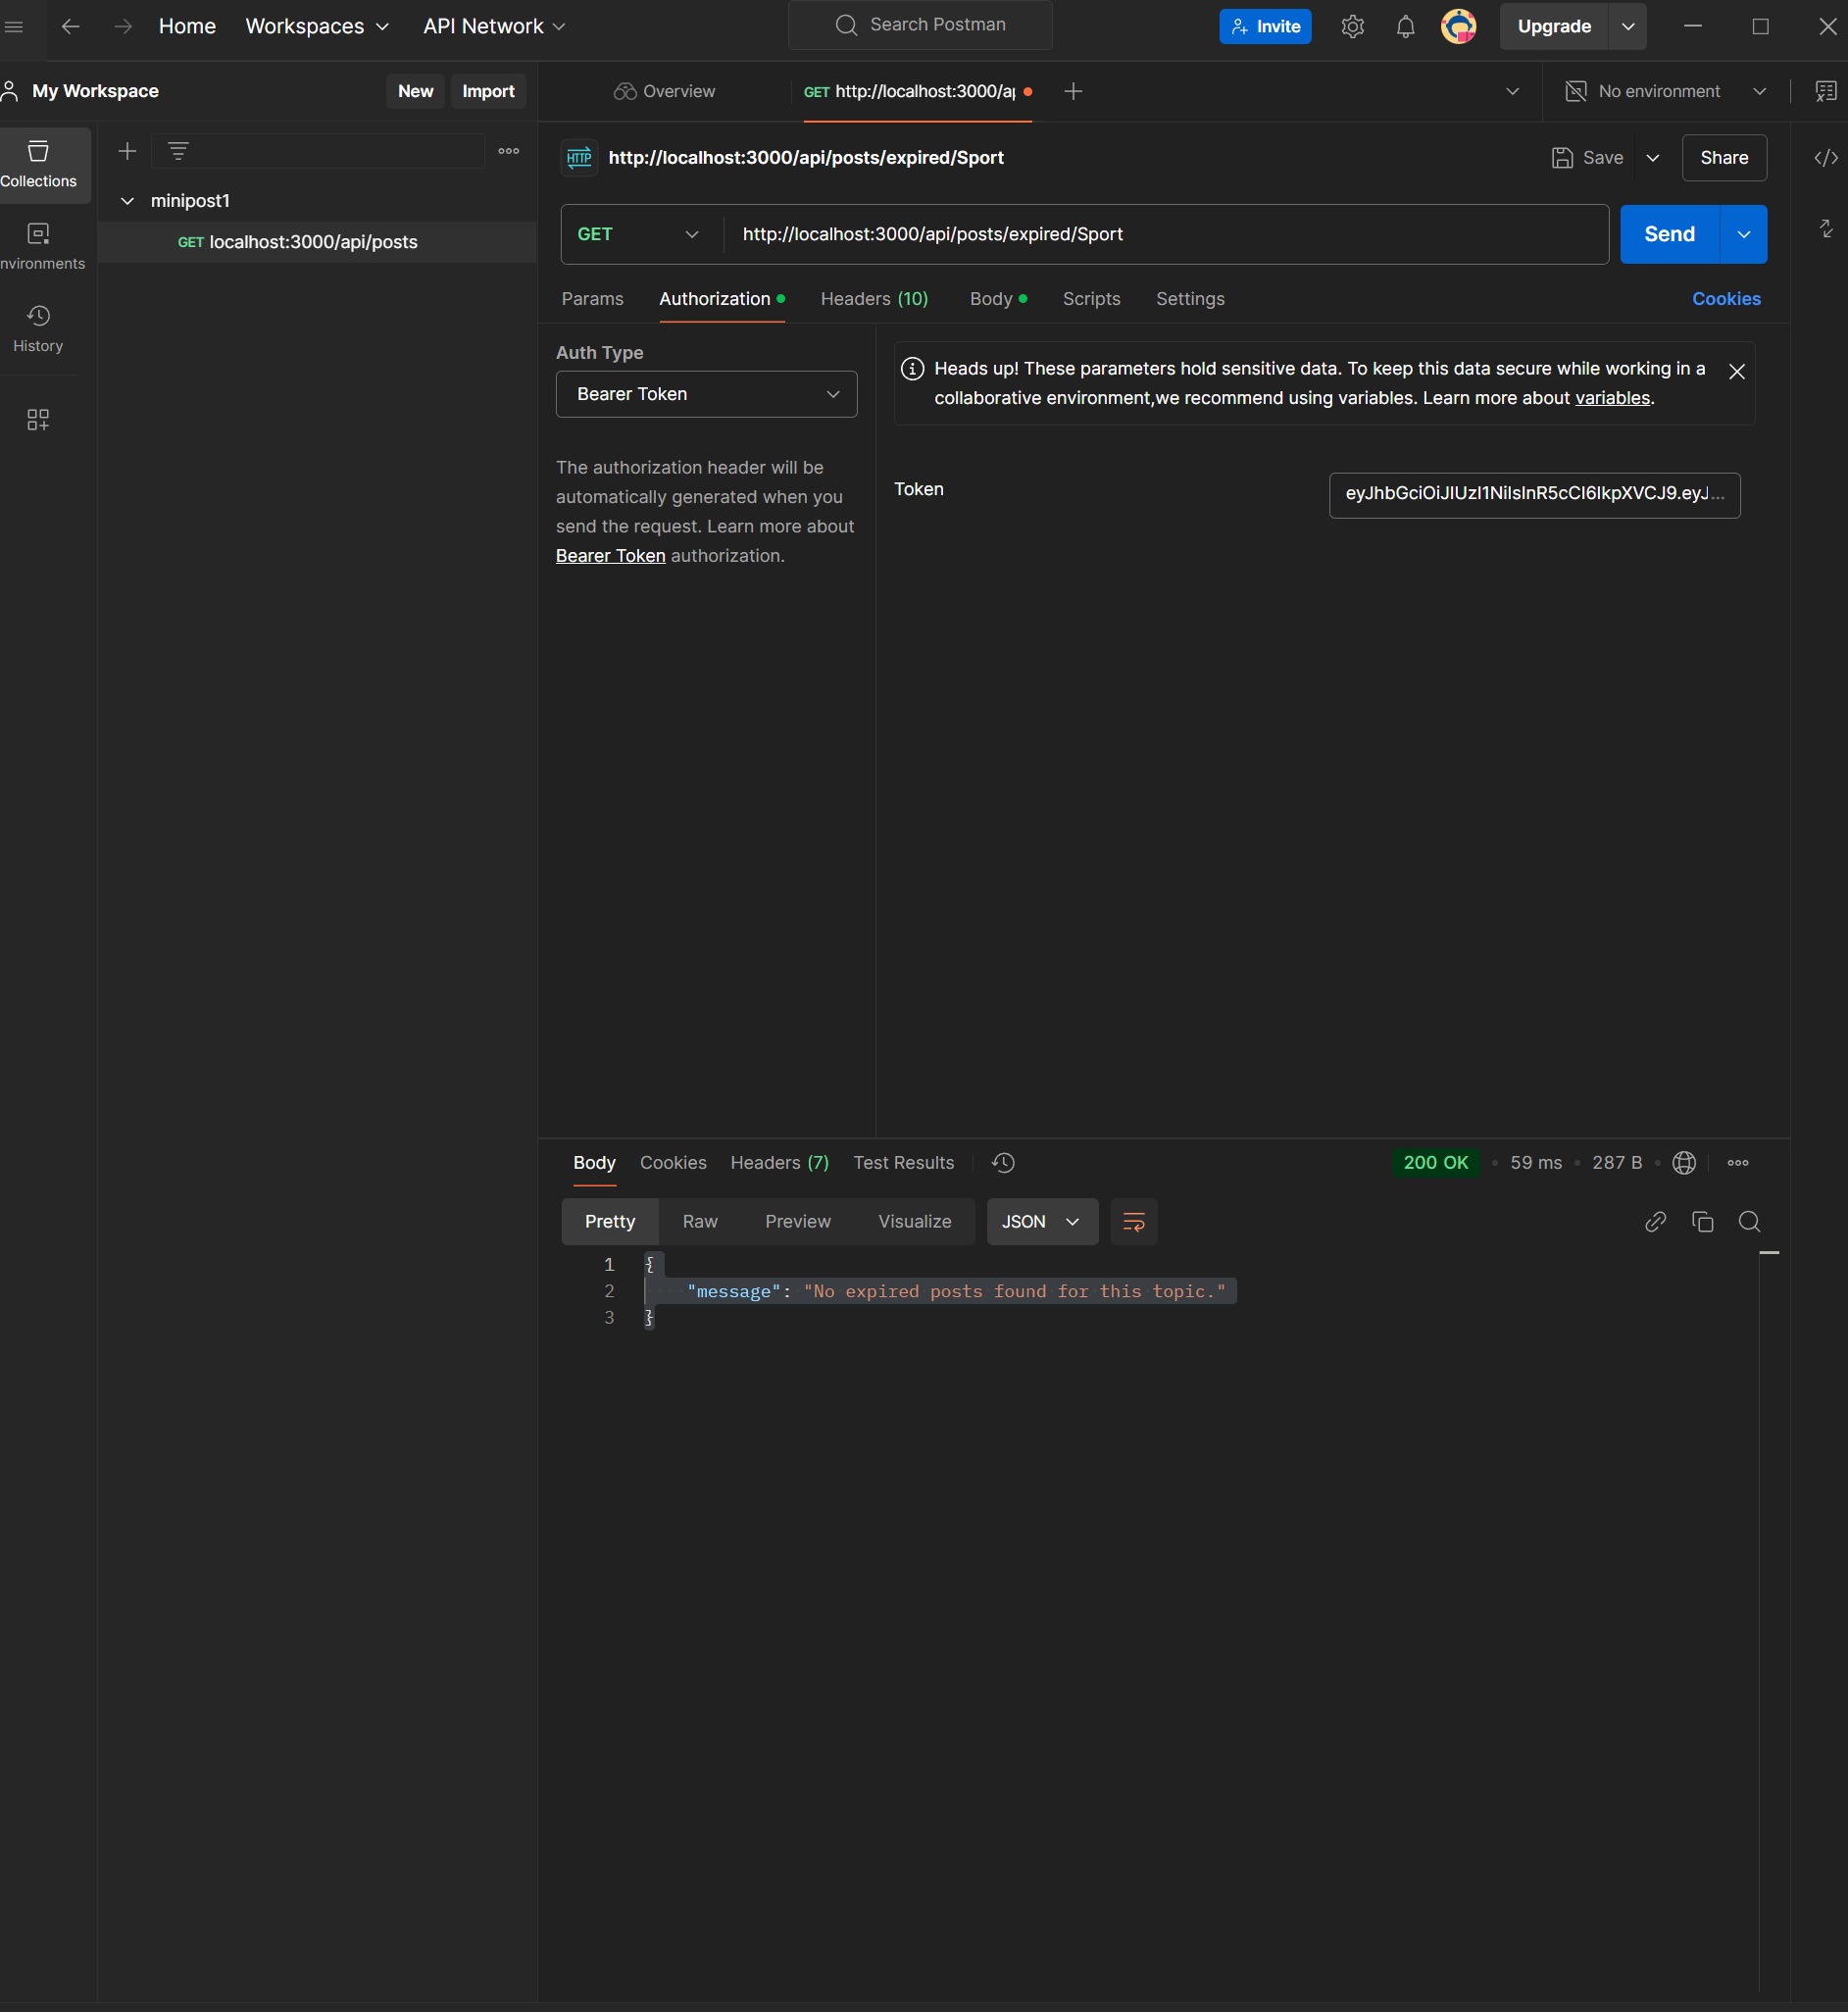 Home Workspaces API Network Search Postman Invite Upgrade
My Workspace New Import Overview GET http://localhost:3000/ap No environment
Collections
minipost1
GET localhost:3000/api/posts
nvironments
History
HTTP http://localhost:3000/api/posts/expired/Sport Save Share
GET http://localhost:3000/api/posts/expired/Sport Send
Params Authorization Headers (10) Body Scripts Settings Cookies
Auth Type
Bearer Token
The authorization header will be
automatically generated when you
send the request. Learn more about
Bearer Token authorization.
Heads up! These parameters hold sensitive data. To keep this data secure while working in a
collaborative environment,we recommend using variables. Learn more about variables.
Token eyJhbGciOiJIUzI1NiIsInR5cCI6IkpXVCJ9.eyJ...
Body Cookies Headers (7) Test Results 200 OK • 59 ms • 287 B
Pretty Raw Preview Visualize JSON
1 {
2 "message": "No expired posts found for this topic."
3 }